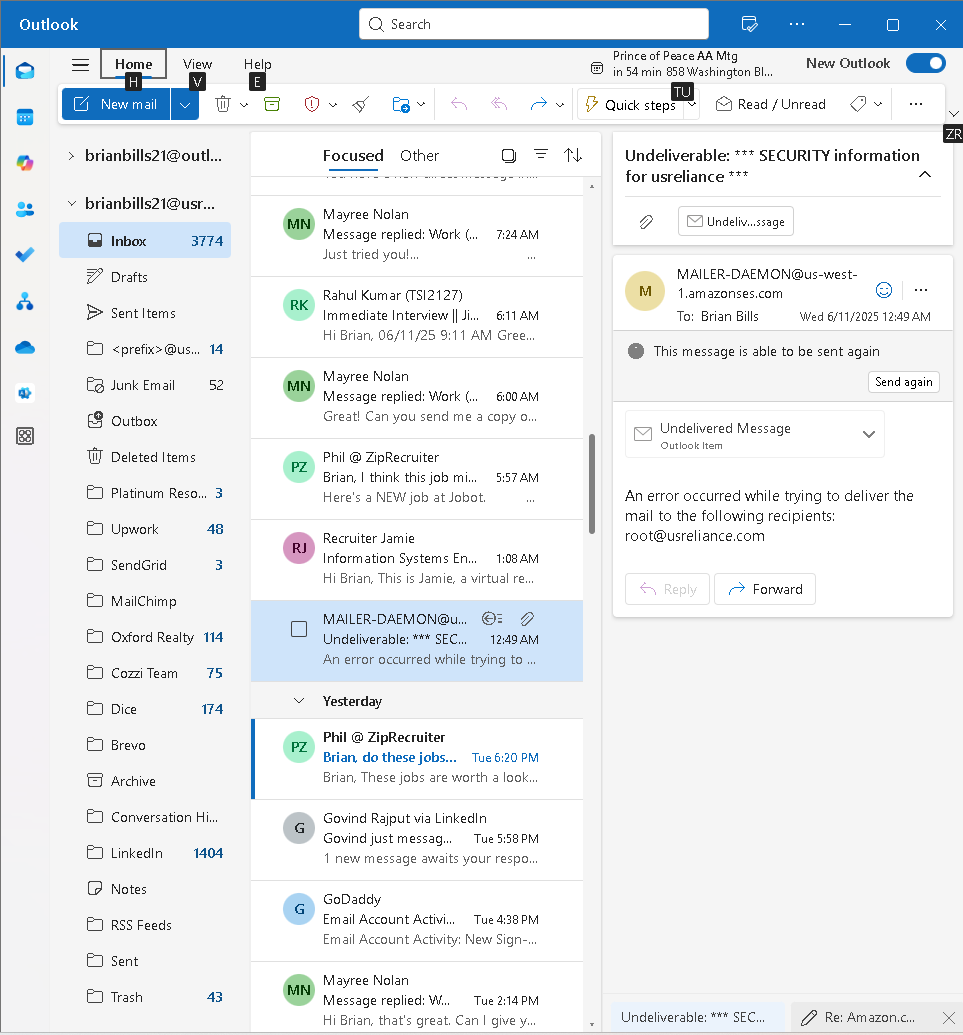 Outlook
Search
Home
View
Help
H
V
E
Prince of Peace AA Mtg
in 54 min 858 Washington Bl...
New Outlook
New mail
Quick steps
TU
Read / Unread
ZR
brianbills21@outl...
brianbills21@usr...
Inbox 3774
Drafts
Sent Items
<prefix>@us... 14
Junk Email 52
Outbox
Deleted Items
Platinum Reso... 3
Upwork 48
SendGrid 3
MailChimp
Oxford Realty 114
Cozzi Team 75
Dice 174
Brevo
Archive
Conversation Hi...
LinkedIn 1404
Notes
RSS Feeds
Sent
Trash 43
Focused Other
MN
Mayree Nolan
Message replied: Work (... 7:24 AM
Just tried you!... ...
RK
Rahul Kumar (TSI2127)
Immediate Interview || Ji... 6:11 AM
Hi Brian, 06/11/25 9:11 AM Gree...
MN
Mayree Nolan
Message replied: Work (... 6:00 AM
Great! Can you send me a copy o...
PZ
Phil @ ZipRecruiter
Brian, I think this job mi... 5:57 AM
Here's a NEW job at Jobot. ...
RJ
Recruiter Jamie
Information Systems En... 1:08 AM
Hi Brian, This is Jamie, a virtual re...
MAILER-DAEMON@u...
Undeliverable: *** SEC... 12:49 AM
An error occurred while trying to ...
Yesterday
PZ
Phil @ ZipRecruiter
Brian, do these jobs... Tue 6:20 PM
Brian, These jobs are worth a look...
G
Govind Rajput via LinkedIn
Govind just messag... Tue 5:58 PM
1 new message awaits your respo...
G
GoDaddy
Email Account Activi... Tue 4:38 PM
Email Account Activity: New Sign-...
MN
Mayree Nolan
Message replied: W... Tue 2:14 PM
Hi Brian, that's great. Can I give y...
Undeliverable: *** SECURITY information
for usreliance ***
Undeliv...ssage
M
MAILER-DAEMON@us-west-
1.amazonses.com
To: Brian Bills Wed 6/11/2025 12:49 AM
This message is able to be sent again
Send again
Undelivered Message
Outlook Item
An error occurred while trying to deliver the
mail to the following recipients:
root@usreliance.com
Reply
Forward
Undeliverable: *** SEC...
Re: Amazon.c...